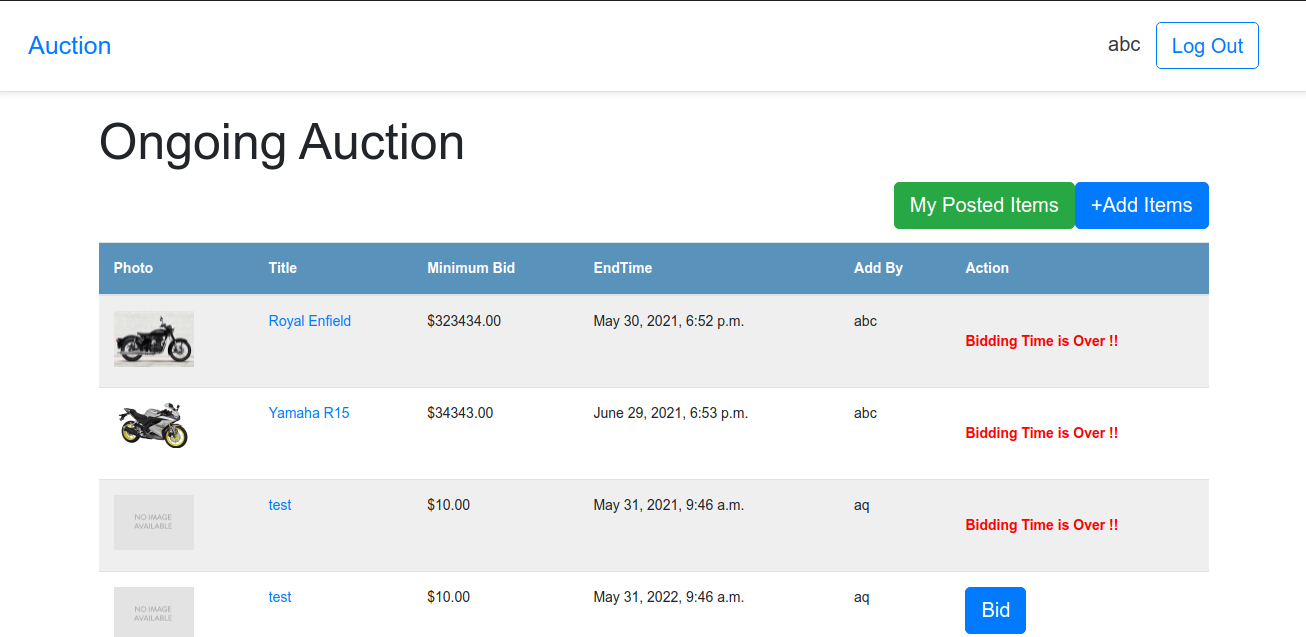 Auction abc Log Out
Ongoing Auction
My Posted Items +Add Items
Photo Title Minimum Bid EndTime Add By Action
Royal Enfield $323434.00 May 30, 2021, 6:52 p.m. abc
Bidding Time is Over !!
Yamaha R15 $34343.00 June 29, 2021, 6:53 p.m. abc
Bidding Time is Over !!
test $10.00 May 31, 2021, 9:46 a.m. aq
NO IMAGE
AVAILABLE
Bidding Time is Over !!
test $10.00 May 31, 2022, 9:46 a.m. aq Bid
NO IMAGE
AVAILABLE